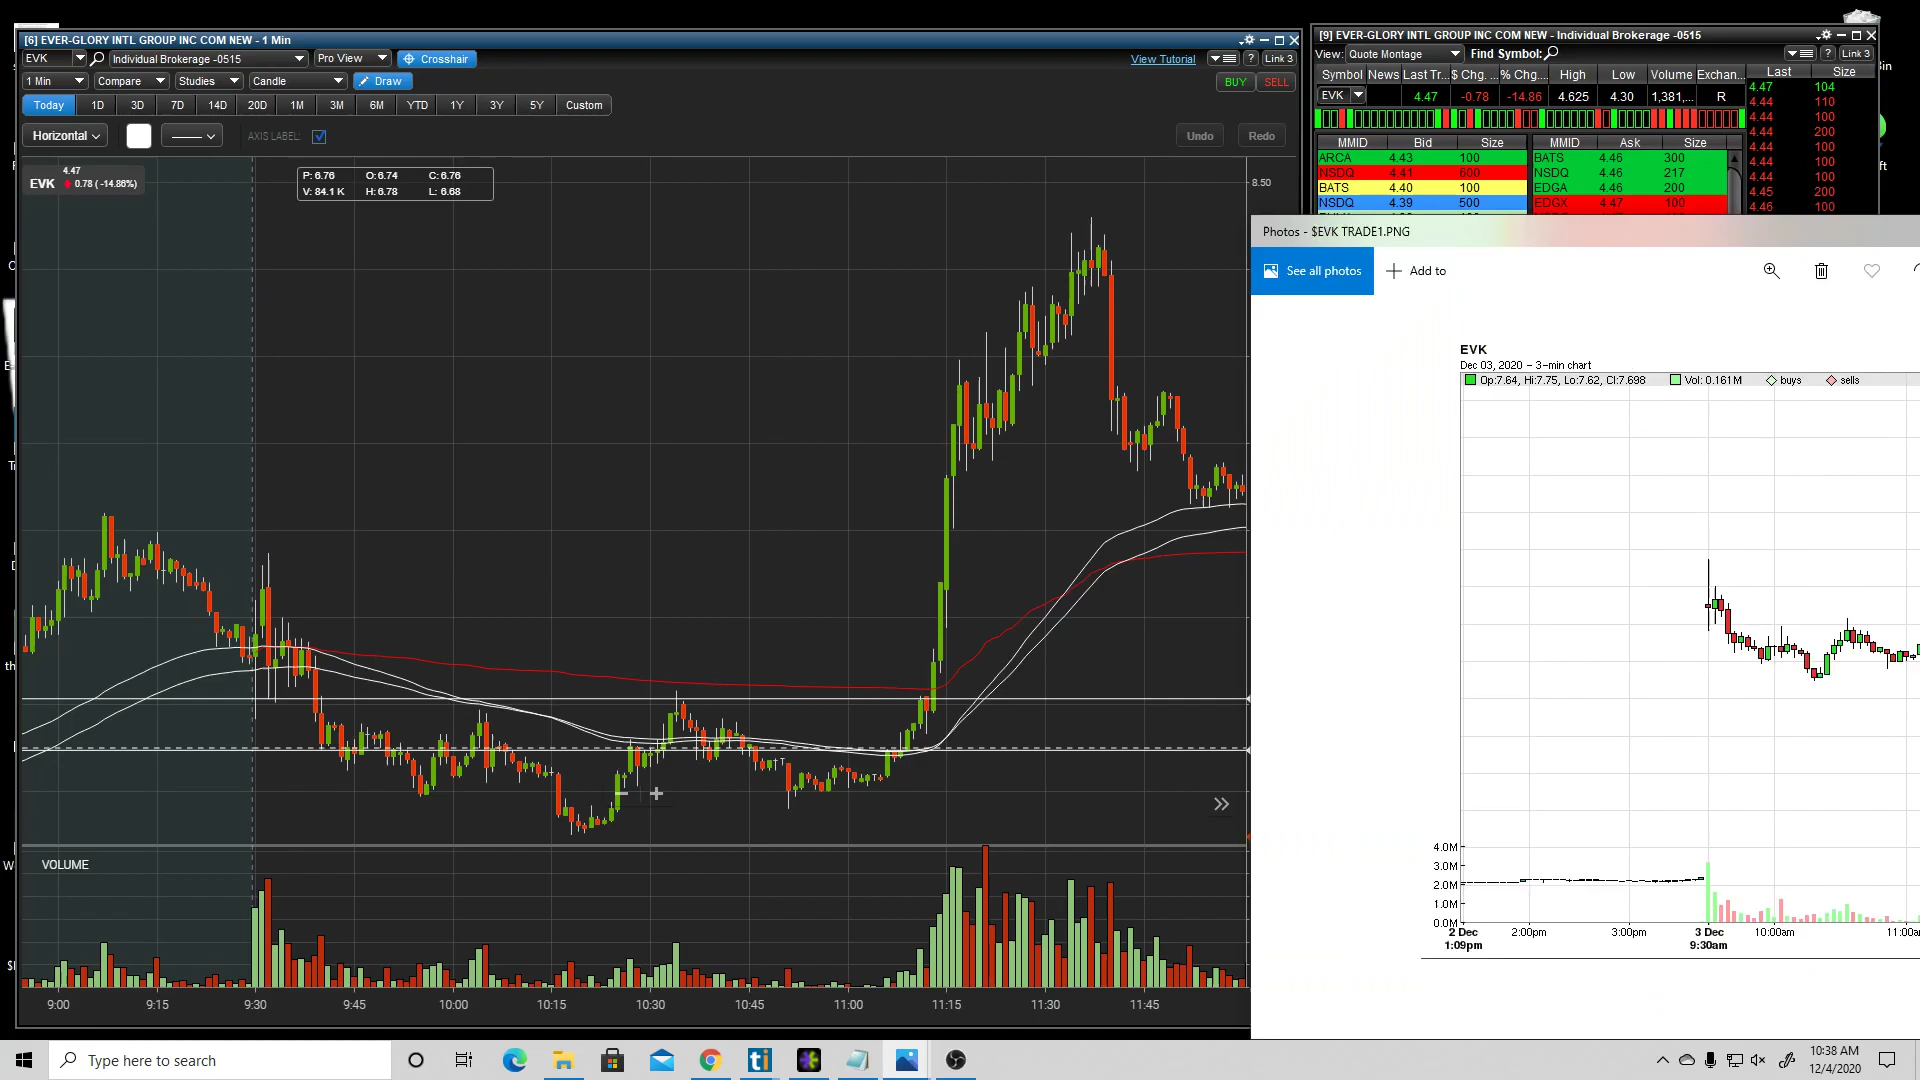 [6] EVER-GLORY INTL GROUP INC COM NEW - 1 Min
EVK
Individual Brokerage -0515
Pro View
Crosshair
View Tutorial
?
Link 3
1 Min
Compare
Studies
Candle
Draw
BUY
SELL
Today
1D
3D
7D
14D
20D
1M
3M
6M
YTD
1Y
3Y
5Y
Custom
Horizontal
AXIS LABEL:
Undo
Redo
4.47
EVK 0.78 ( -14.86%)
P: 6.76 O: 6.74 C: 6.76
V: 84.1 K H: 6.78 L: 6.68
8.50
VOLUME
9:00 9:15 9:30 9:45 10:00 10:15 10:30 10:45 11:00 11:15 11:30 11:45
[9] EVER-GLORY INTL GROUP INC COM NEW - Individual Brokerage -0515
View: Quote Montage Find Symbol:
?
Link 3
Symbol News Last Tr... $ Chg. ... % Chg.... High Low Volume Exchan...
EVK 4.47 -0.78 -14.86 4.625 4.30 1,381,... R
MMID Bid Size MMID Ask Size
ARCA 4.43 100 BATS 4.46 300
NSDQ 4.41 600 NSDQ 4.46 217
BATS 4.40 100 EDGA 4.46 200
NSDQ 4.39 500 EDGX 4.47 100
Last Size
4.47 104
4.44 110
4.44 100
4.44 200
4.44 100
4.44 100
4.44 100
4.45 200
4.46 100
Photos - $EVK TRADE1.PNG
See all photos
Add to
EVK
Dec 03, 2020 - 3-min chart
Op:7.64, Hi:7.75, Lo:7.62, Cl:7.698 Vol: 0.161M buys sells
4.0M
3.0M
2.0M
1.0M
0.0M
2 Dec 2:00pm 3:00pm 3 Dec 10:00am 11:00a
1:09pm 9:30am
Type here to search
10:38 AM
12/4/2020